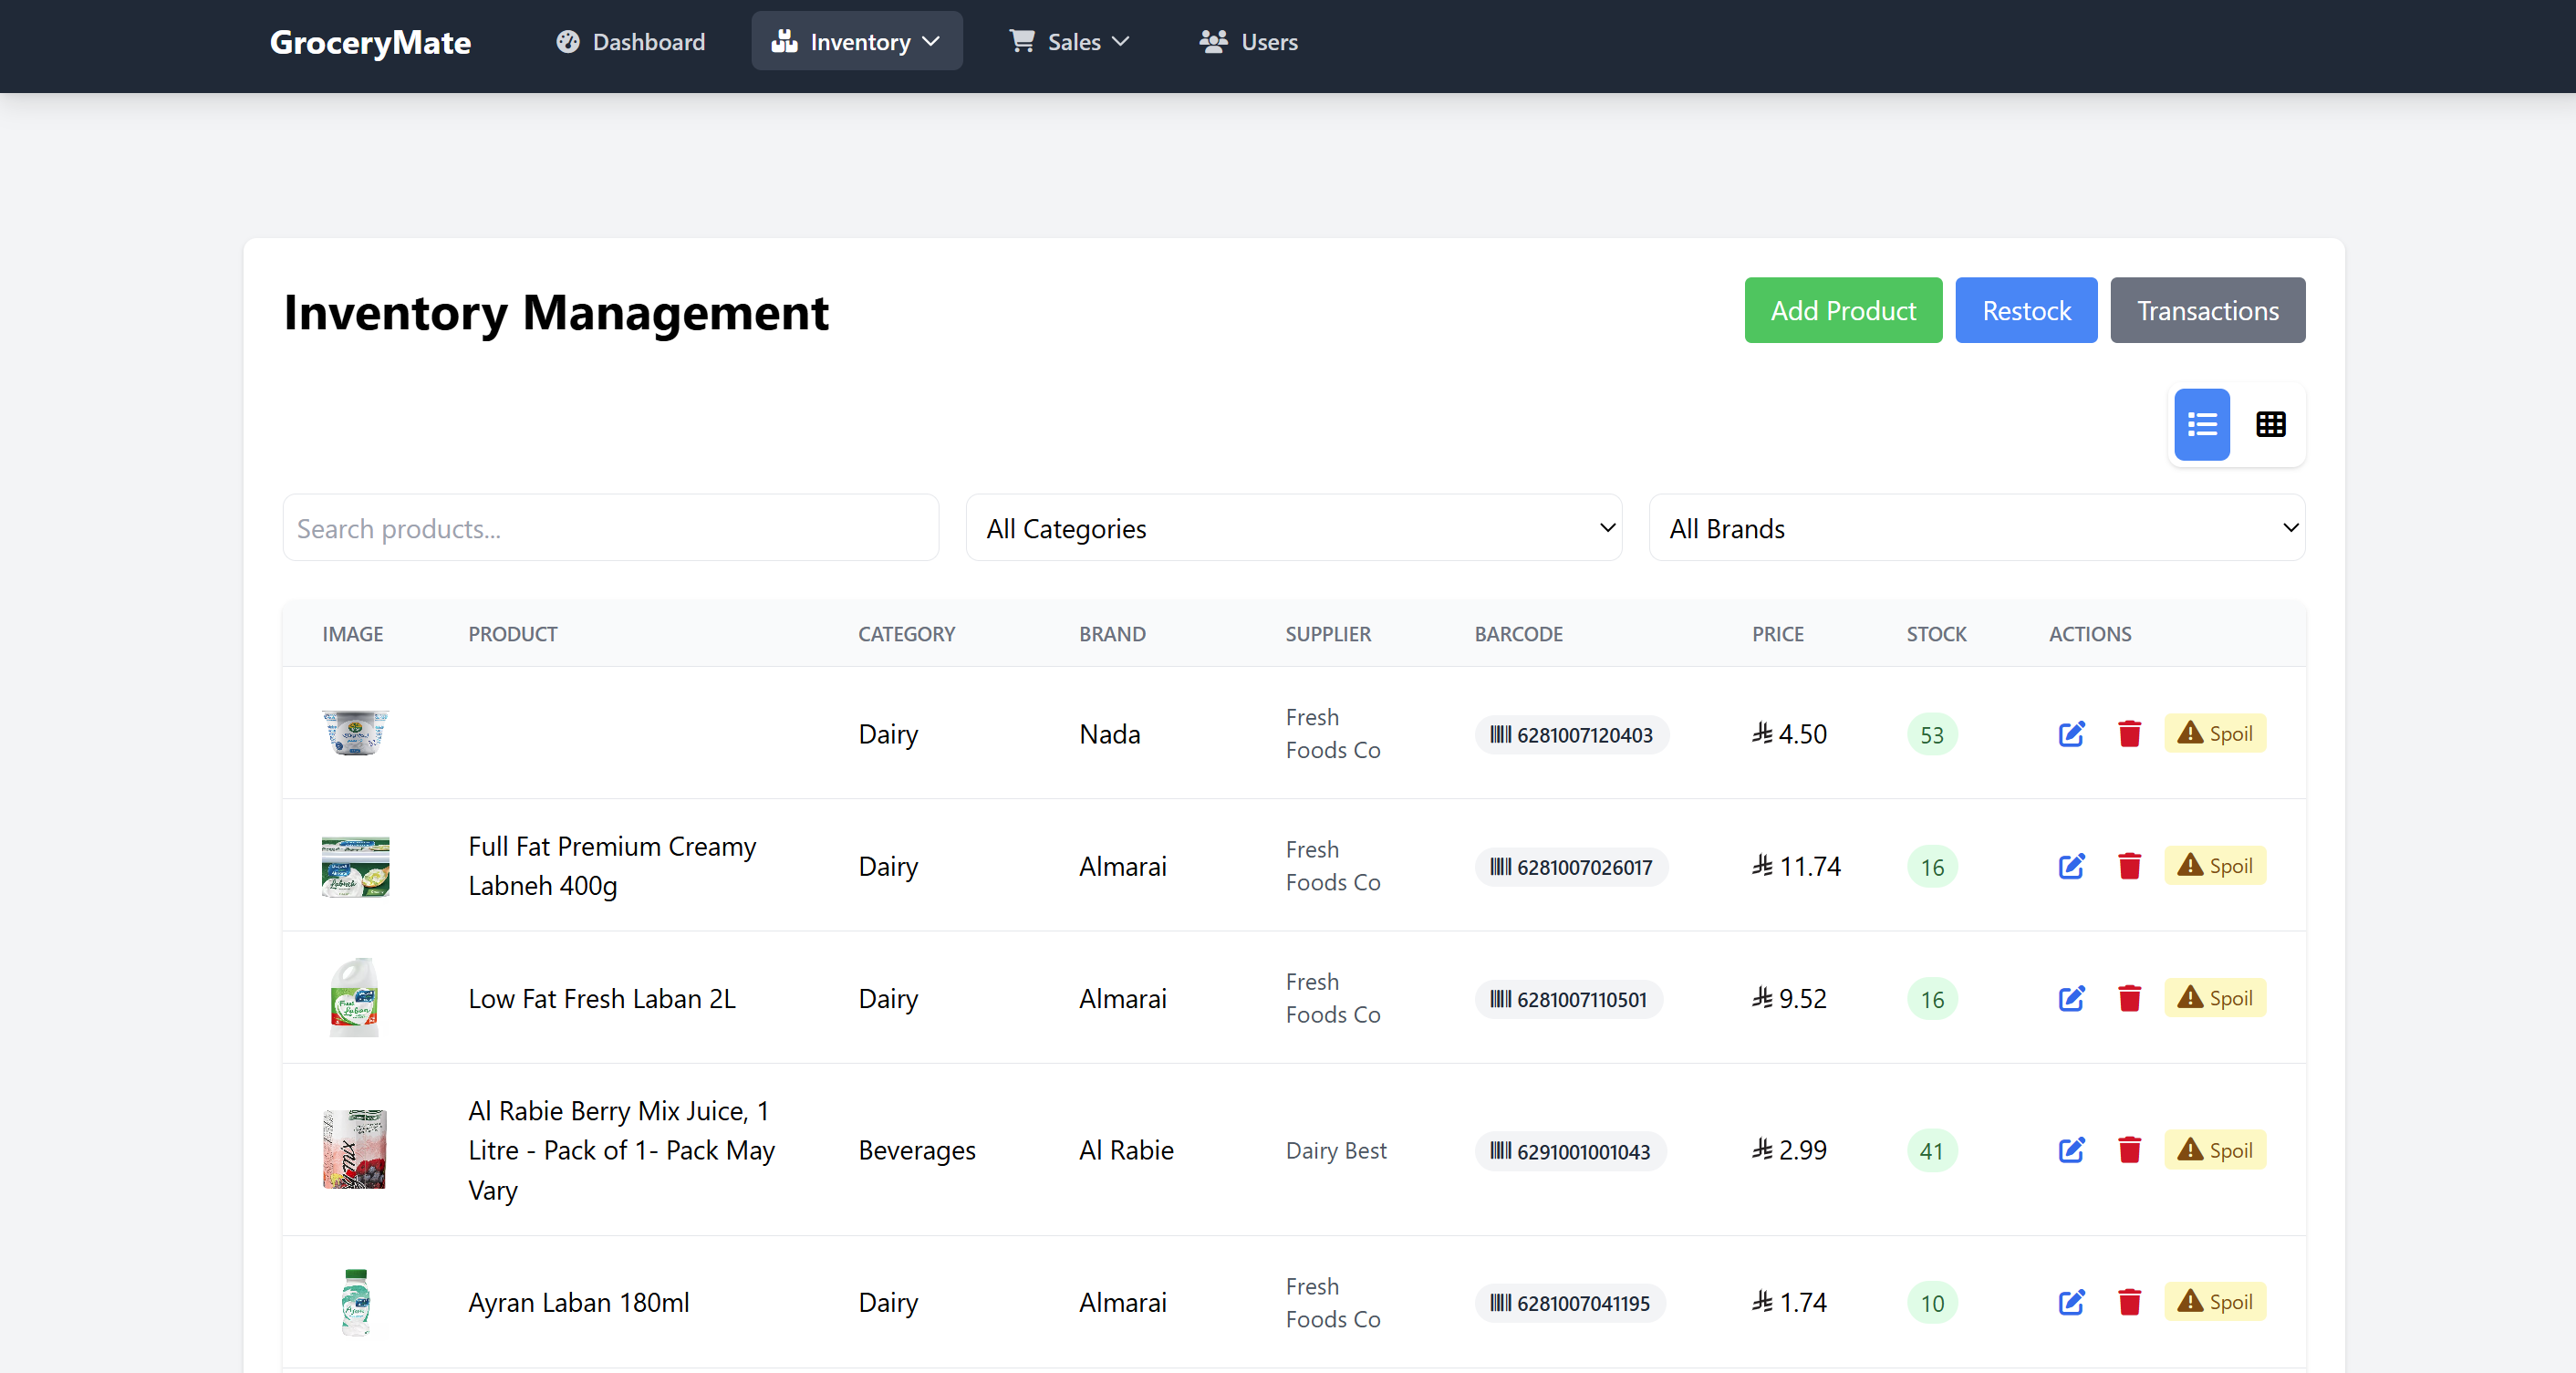 GroceryMate Dashboard Inventory Sales Users
Inventory Management Add Product Restock Transactions
Search products... All Categories All Brands
IMAGE PRODUCT CATEGORY BRAND SUPPLIER BARCODE PRICE STOCK ACTIONS
Dairy Nada Fresh Foods Co 6281007120403 4.50 53 Spoil
Full Fat Premium Creamy Labneh 400g Dairy Almarai Fresh Foods Co 6281007026017 11.74 16 Spoil
Low Fat Fresh Laban 2L Dairy Almarai Fresh Foods Co 6281007110501 9.52 16 Spoil
Al Rabie Berry Mix Juice, 1 Litre - Pack of 1- Pack May Vary Beverages Al Rabie Dairy Best 6291001001043 2.99 41 Spoil
Ayran Laban 180ml Dairy Almarai Fresh Foods Co 6281007041195 1.74 10 Spoil